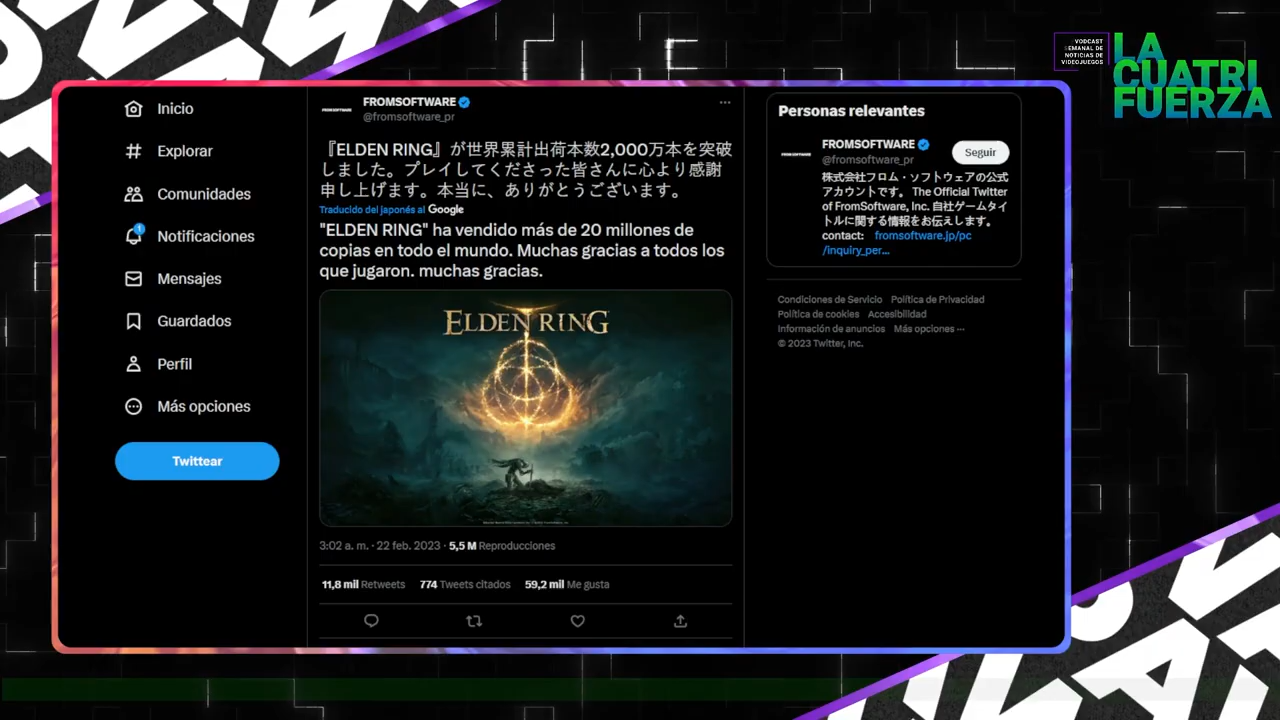 VODCAST
SEMANAL DE
NOTICIAS DE
VIDEOJUEGOS
LA
CUATRI
FUERZA
Inicio
Explorar
Comunidades
1
Notificaciones
Mensajes
Guardados
Perfil
Más opciones
Twittear
FROMSOFTWARE
@fromsoftware_pr
『ELDEN RING』が世界累計出荷本数2,000万本を突破
しました。プレイしてくださった皆さんに心より感謝
申し上げます。本当に、ありがとうございます。
Traducido del japonés al Google
"ELDEN RING" ha vendido más de 20 millones de
copias en todo el mundo. Muchas gracias a todos los
que jugaron. muchas gracias.
ELDEN RING
3:02 a. m. · 22 feb. 2023 · 5,5 M Reproducciones
11,8 mil Retweets 774 Tweets citados 59,2 mil Me gusta
Personas relevantes
FROMSOFTWARE
@fromsoftware_pr
Seguir
株式会社フロム・ソフトウェアの公式
アカウントです。 The Official Twitter
of FromSoftware, Inc. 自社ゲームタイ
トルに関する情報をお伝えします。
contact: fromsoftware.jp/pc
/inquiry_per...
Condiciones de Servicio Política de Privacidad
Política de cookies Accesibilidad
Información de anuncios Más opciones ···
© 2023 Twitter, Inc.